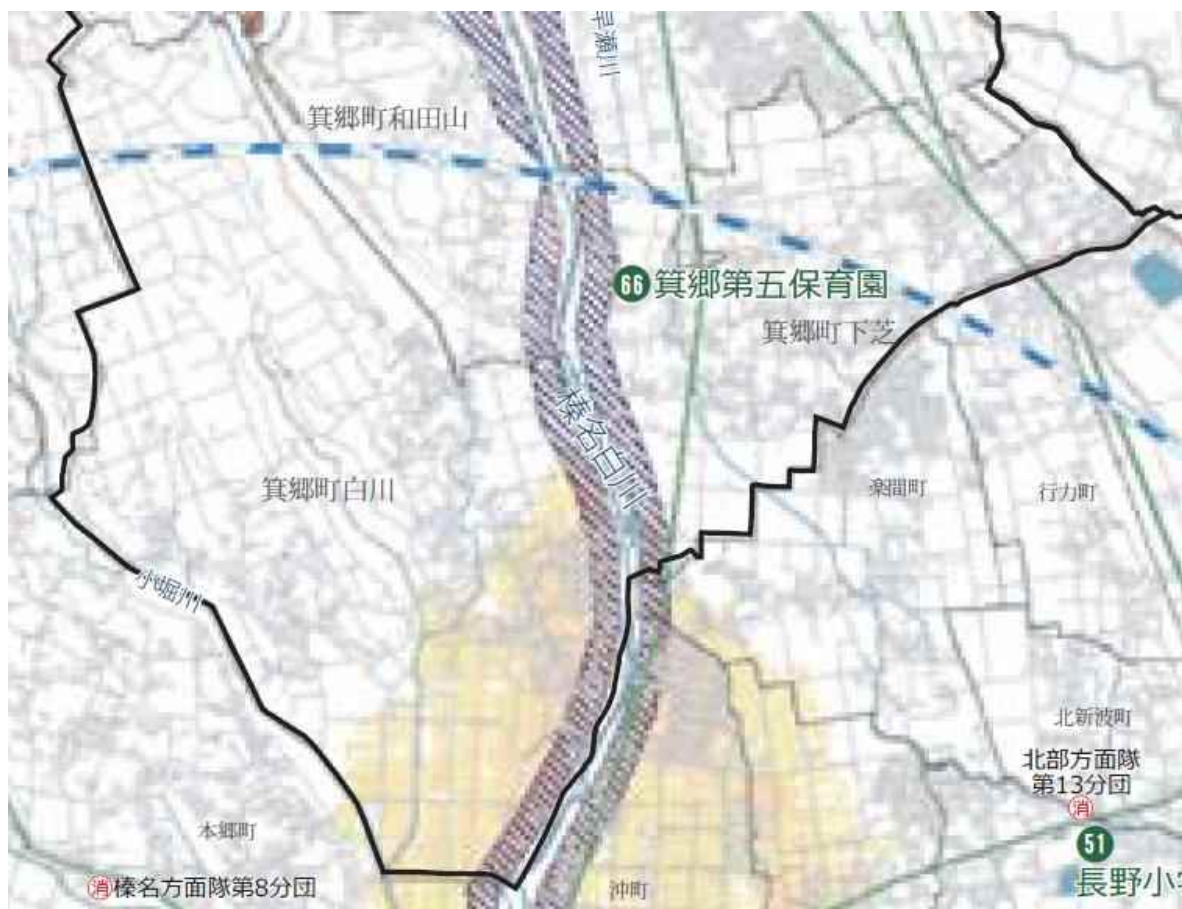 早瀬川
箕郷町和田山
66 箕郷第五保育園
箕郷町下芝
榛名白川
箕郷町白川
楽間町
行力町
小堀川
北新波町
北部方面隊
第13分団
消
本郷町
51
消 榛名方面隊第8分団
沖町
長野小学